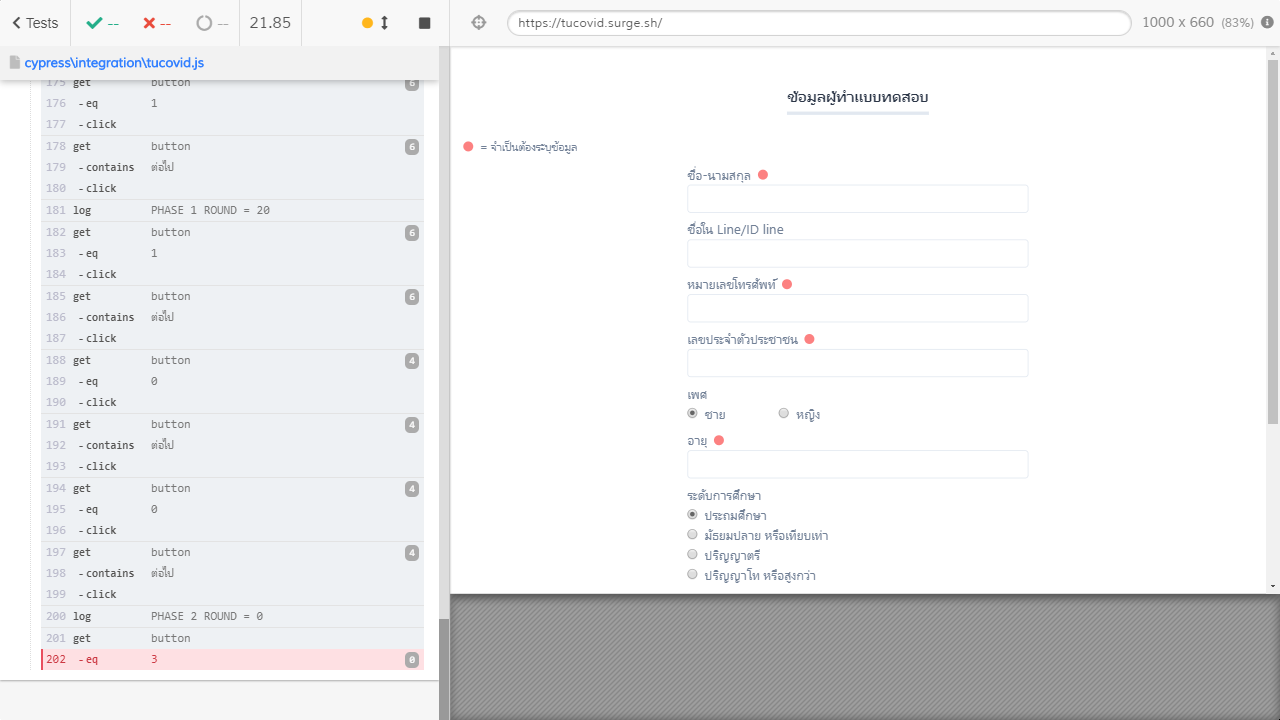 Tests
--
--
--
21.85
https://tucovid.surge.sh/
1000 x 660 (83%)
cypress\integration\tucovid.js
175 get button 6
176 - eq 1
177 - click
178 get button 6
179 - contains ต่อไป
180 - click
181 log PHASE 1 ROUND = 20
182 get button 6
183 - eq 1
184 - click
185 get button 6
186 - contains ต่อไป
187 - click
188 get button 4
189 - eq 0
190 - click
191 get button 4
192 - contains ต่อไป
193 - click
194 get button 4
195 - eq 0
196 - click
197 get button 4
198 - contains ต่อไป
199 - click
200 log PHASE 2 ROUND = 0
201 get button
202 - eq 3 0
ข้อมูลผู้ทำแบบทดสอบ
= จำเป็นต้องระบุข้อมูล
ชื่อ-นามสกุล
ชื่อใน Line/ID line
หมายเลขโทรศัพท์
เลขประจำตัวประชาชน
เพศ
ชาย หญิง
อายุ
ระดับการศึกษา
ประถมศึกษา
มัธยมปลาย หรือเทียบเท่า
ปริญญาตรี
ปริญญาโท หรือสูงกว่า